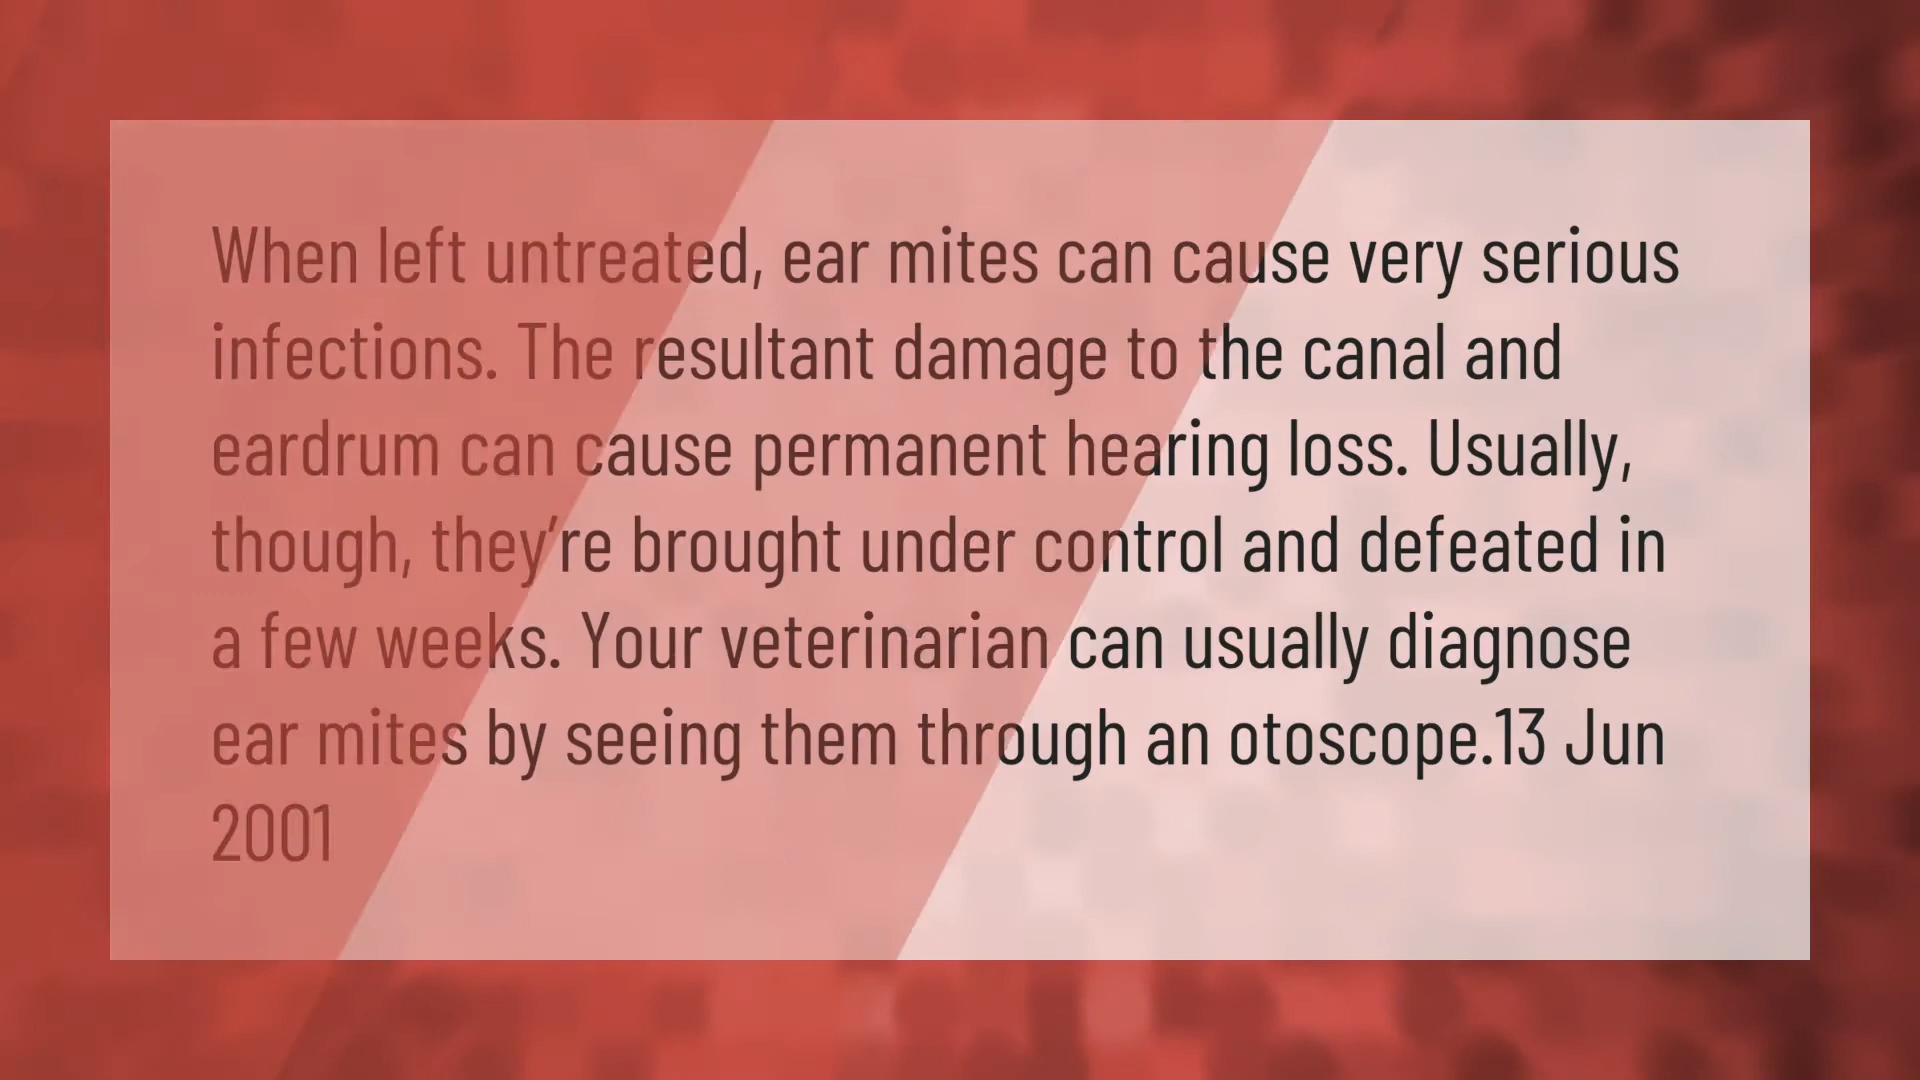 When left untreated, ear mites can cause very serious
infections. The resultant damage to the canal and
eardrum can cause permanent hearing loss. Usually,
though, they’re brought under control and defeated in
a few weeks. Your veterinarian can usually diagnose
ear mites by seeing them through an otoscope.13 Jun
2001